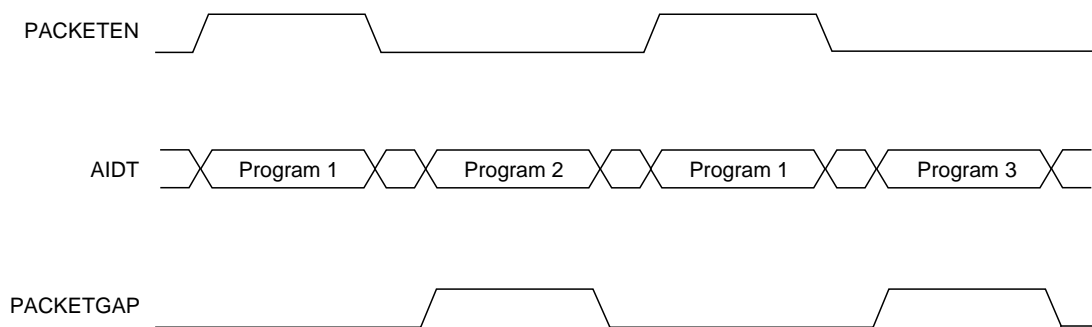 PACKETEN
AIDT
Program 1
Program 2
Program 1
Program 3
PACKETGAP